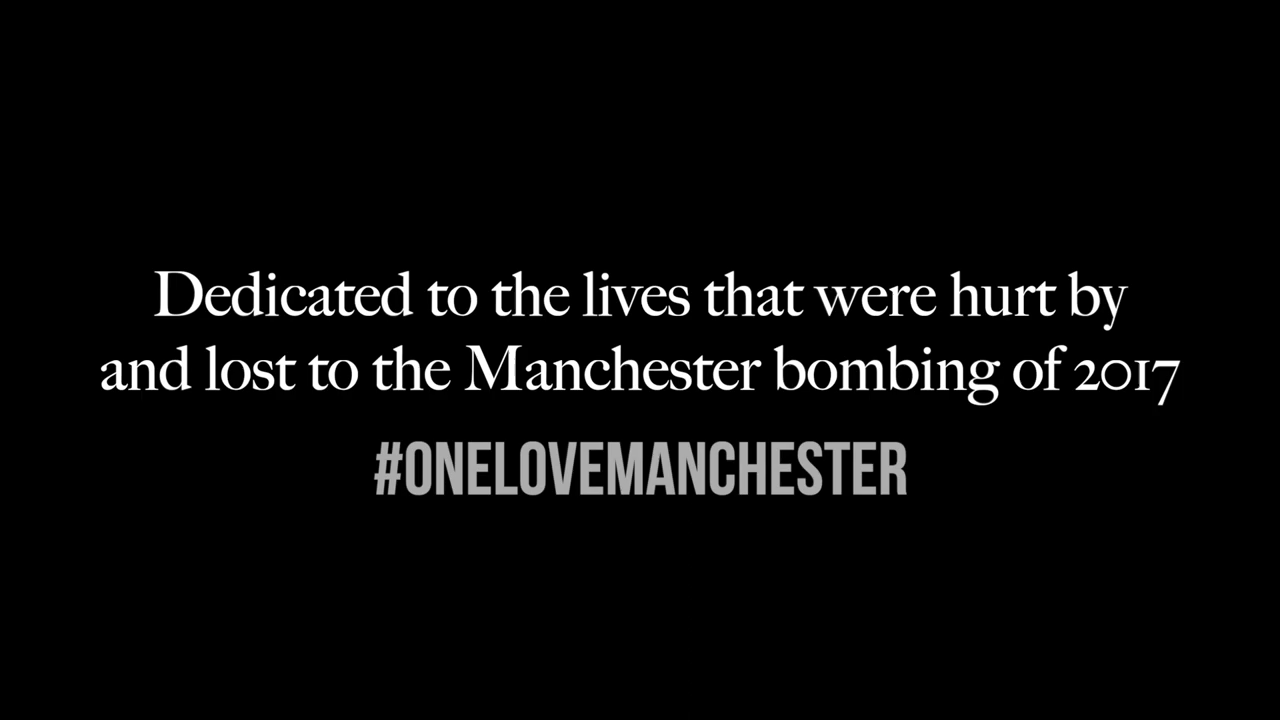 Dedicated to the lives that were hurt by
and lost to the Manchester bombing of 2017
#ONELOVEMANCHESTER